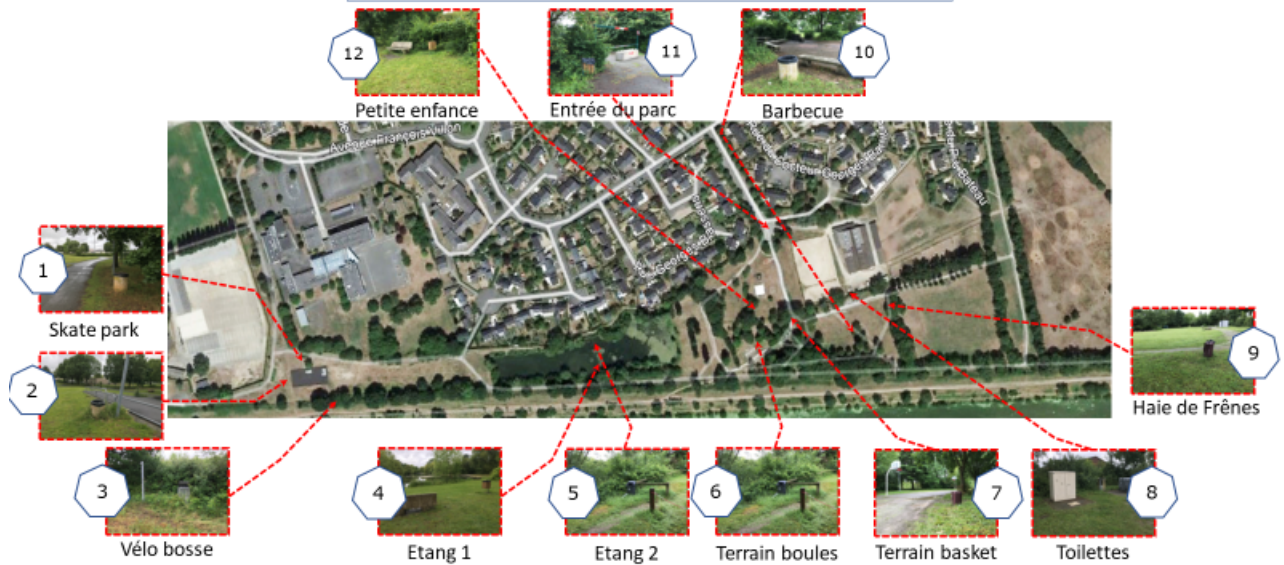 12
11
10
Petite enfance
Entrée du parc
Barbecue
Avenue François Villon
1
Skate park
2
9
Haie de Frênes
3
4
5
6
7
8
Vélo bosse
Etang 1
Etang 2
Terrain boules
Terrain basket
Toilettes